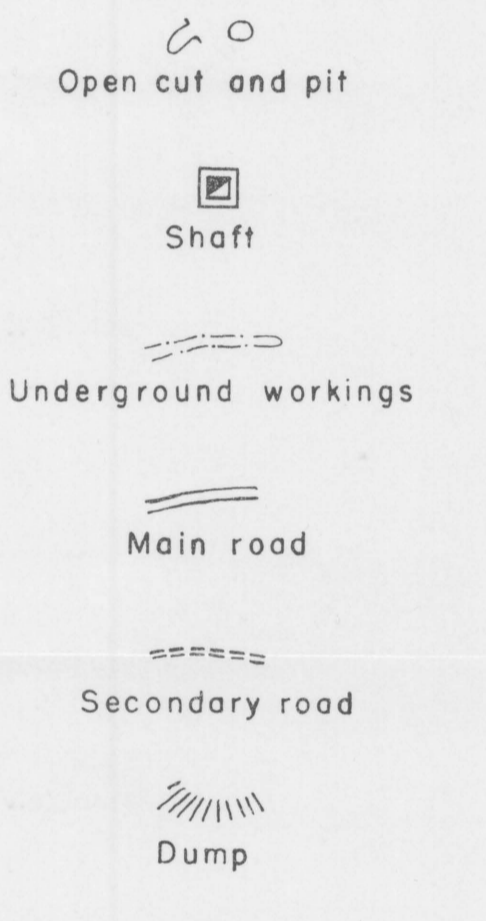 Open cut and pit
Shaft
Underground workings
Main road
Secondary road
Dump